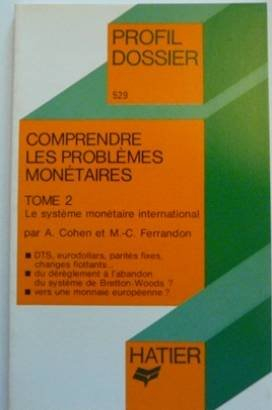 PROFIL
DOSSIER
529
COMPRENDRE
LES PROBLÈMES
MONÉTAIRES
TOME 2
Le système monétaire international
par A. Cohen et M.-C. Ferrandon
■ DTS, eurodollars, parités fixes,
changes flottants...
■ du dérèglement à l'abandon
du système de Bretton-Woods ?
■ vers une monnaie européenne ?
HATIER